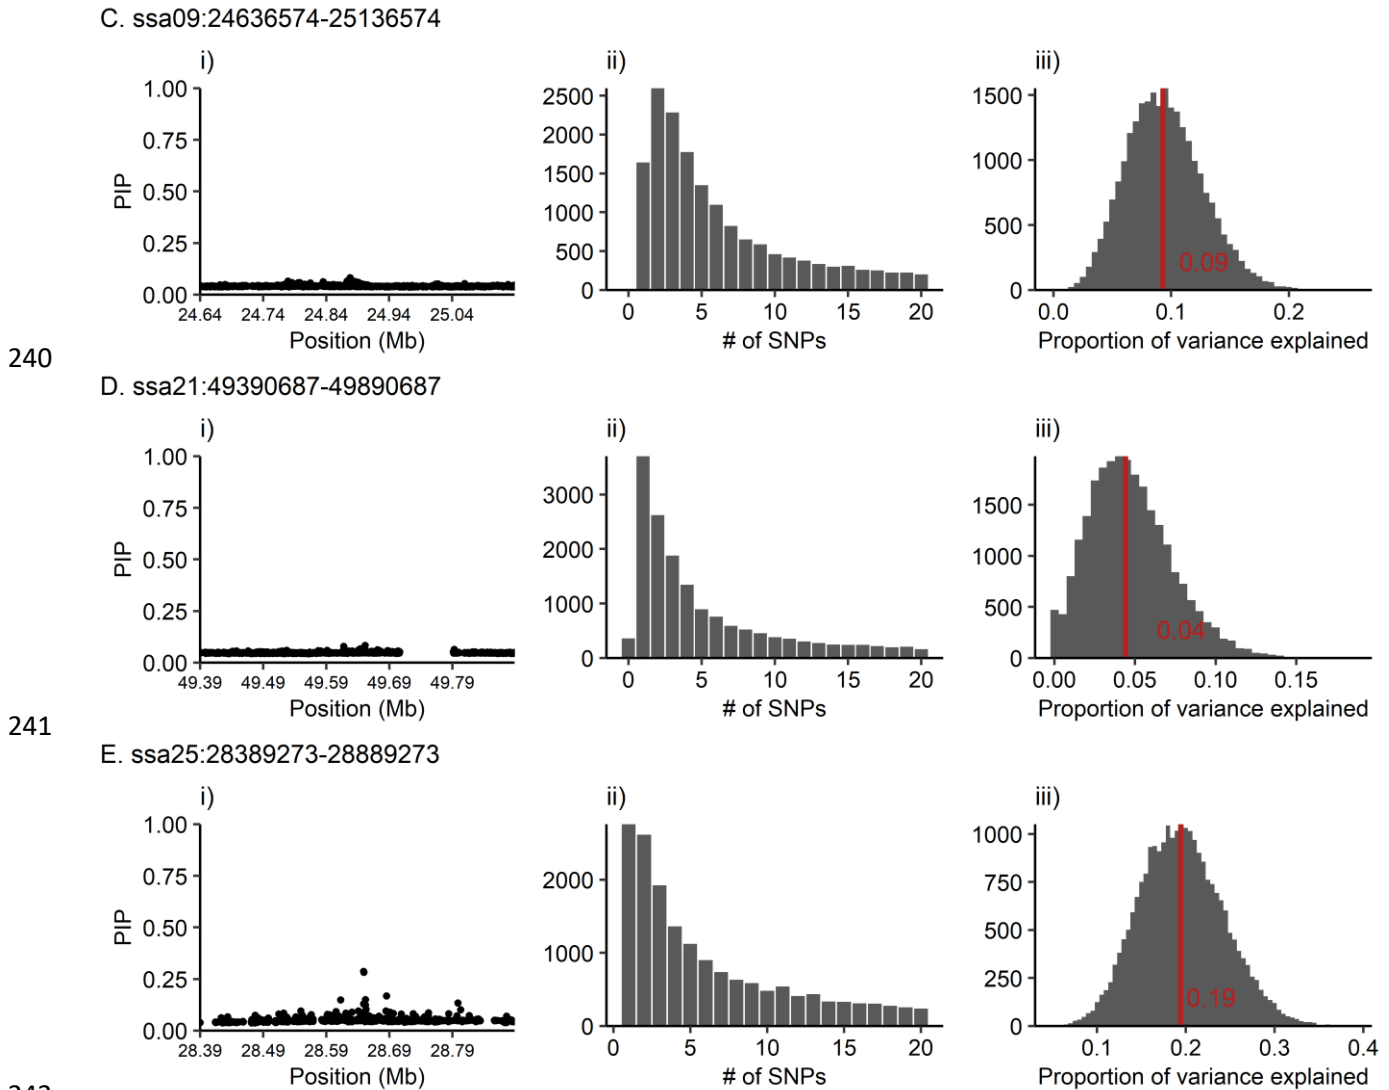 C. ssa09:24636574-25136574
i)
ii)
iii)
1.00
0.75
0.50
0.25
0.00
PIP
24.64 24.74 24.84 24.94 25.04
Position (Mb)
2500
2000
1500
1000
500
0
0 5 10 15 20
# of SNPs
1500
1000
500
0
0.09
0.0 0.1 0.2
Proportion of variance explained
240
D. ssa21:49390687-49890687
i)
ii)
iii)
1.00
0.75
0.50
0.25
0.00
PIP
49.39 49.49 49.59 49.69 49.79
Position (Mb)
3000
2000
1000
0
0 5 10 15 20
# of SNPs
1500
1000
500
0
0.04
0.00 0.05 0.10 0.15
Proportion of variance explained
241
E. ssa25:28389273-28889273
i)
ii)
iii)
1.00
0.75
0.50
0.25
0.00
PIP
28.39 28.49 28.59 28.69 28.79
Position (Mb)
2000
1000
0
0 5 10 15 20
# of SNPs
1000
750
500
250
0
0.19
0.1 0.2 0.3 0.4
Proportion of variance explained